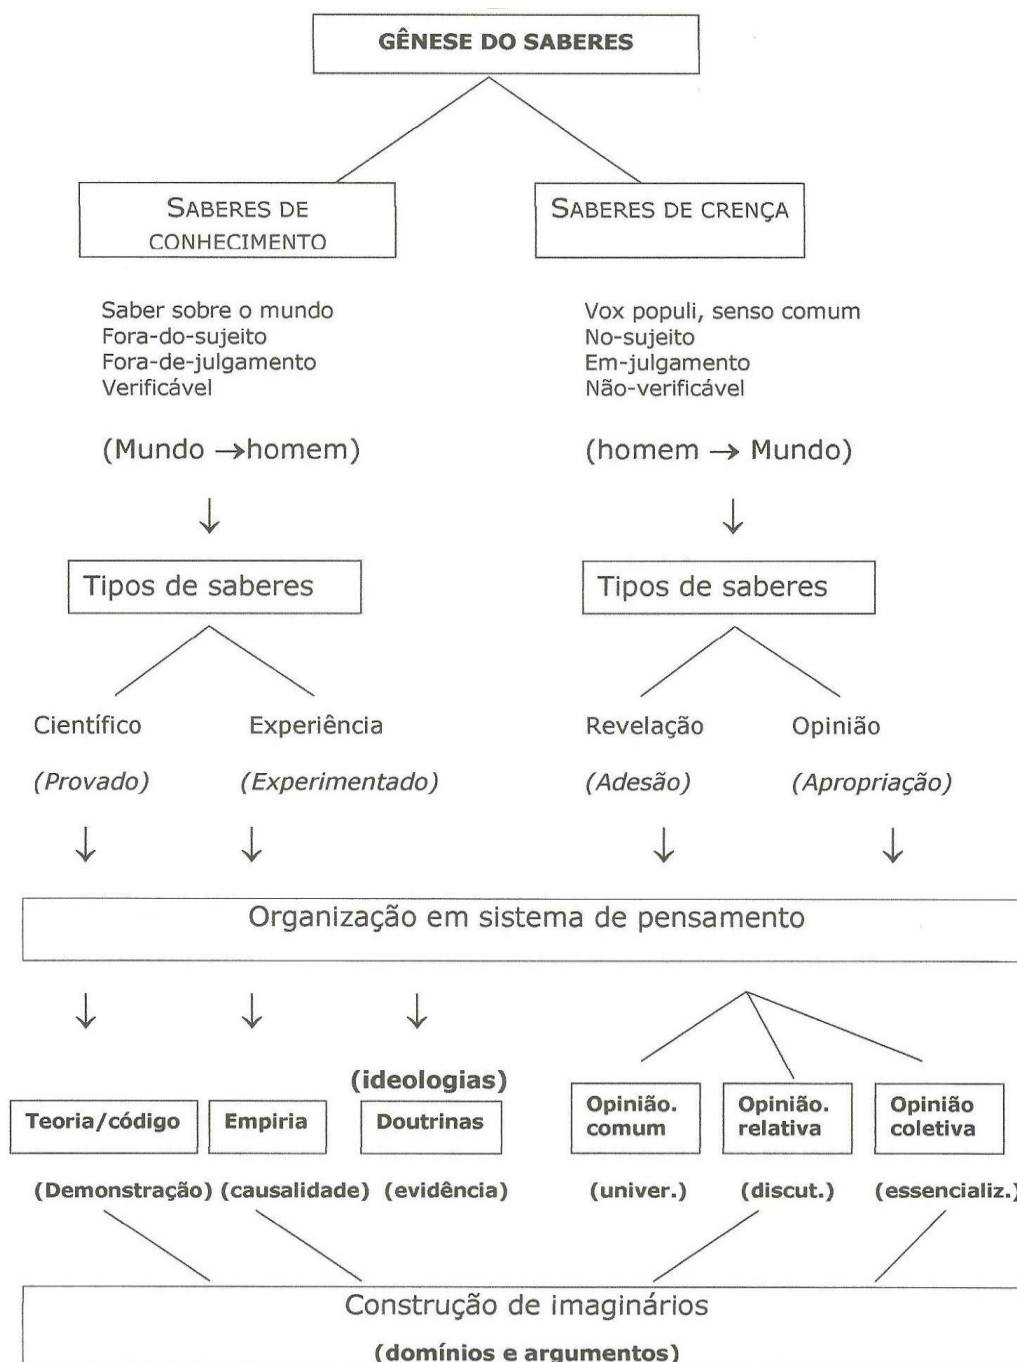 GÊNESE DO SABERES
SABERES DE
CONHECIMENTO
SABERES DE CRENÇA
Saber sobre o mundo
Fora-do-sujeito
Fora-de-julgamento
Verificável
(Mundo →homem)
Vox populi, senso comum
No-sujeito
Em-julgamento
Não-verificável
(homem → Mundo)
Tipos de saberes
Tipos de saberes
Científico
Experiência
Revelação
Opinião
(Provado)
(Experimentado)
(Adesão)
(Apropriação)
Organização em sistema de pensamento
(ideologias)
Teoria/código
Empiria
Doutrinas
Opinião.
comum
Opinião.
relativa
Opinião
coletiva
(Demonstração)
(causalidade)
(evidência)
(univer.)
(discut.)
(essencializ.)
Construção de imaginários
(domínios e argumentos)